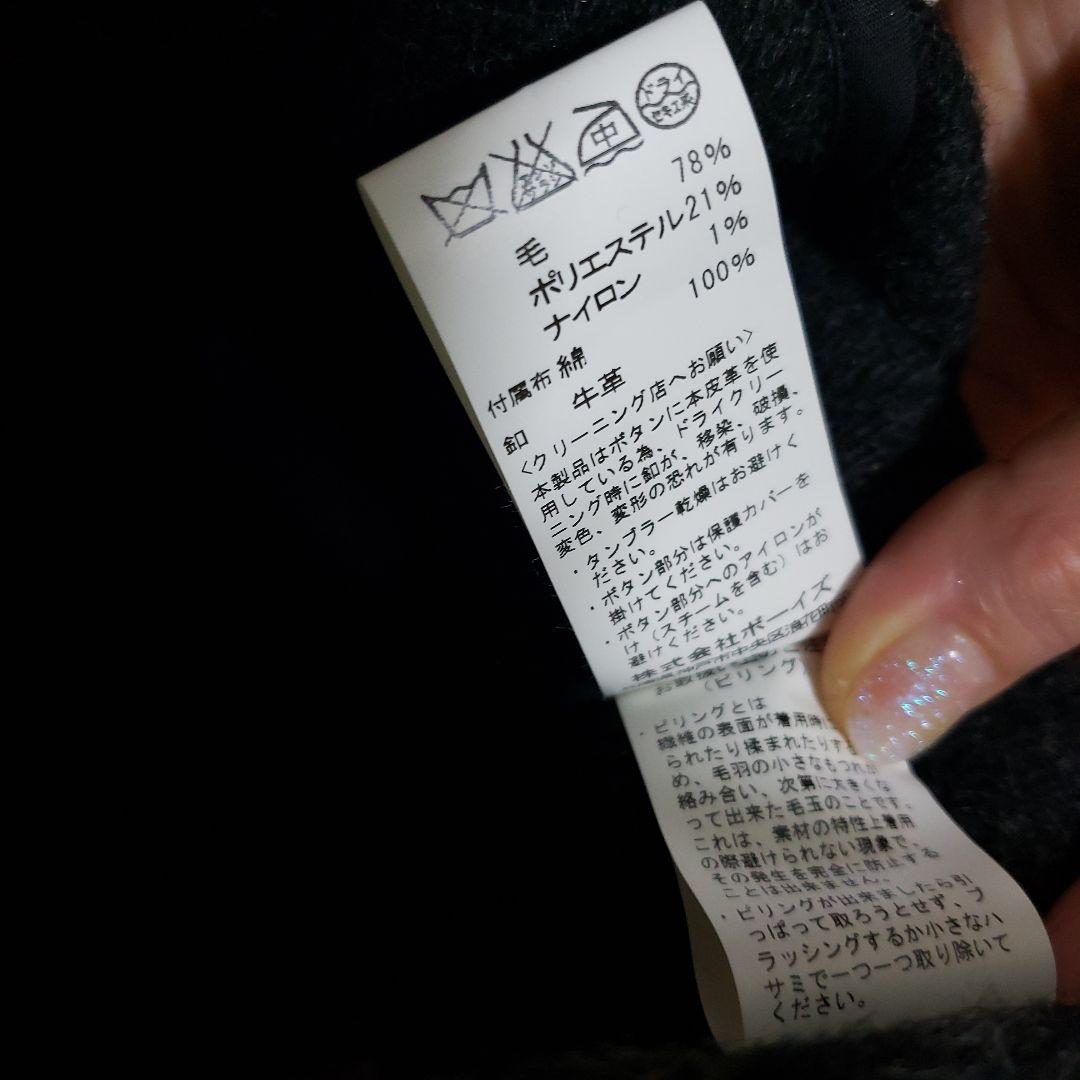 ドライ
セキユ系
エンソ
サラシ
中
毛 78%
ポリエステル 21%
ナイロン 1%
付属布 綿 100%
釦 牛革
〈クリーニング店へお願い〉
本製品はボタンに本皮革を使
用している為、ドライクリー
ニング時に釦が、移染、破損、
変色、変形の恐れが有ります。
・タンブラー乾燥はお避けく
ださい。
・ボタン部分は保護カバーを
掛けてください。
・ボタン部分へのアイロンが
け（スチームを含む）はお
避けください。
株式会社ボーイズ
〈ピリング
・ピリングとは
繊維の表面が着用時に
られたり揉まれたりす
め、毛羽の小さなもつれが
絡み合い、次第に大きくな
って出来た毛玉のことです。
これは、素材の特性上着用
の際避けられない現象で、
その発生を完全に防止する
ことは出来ません。
・ピリングが出来ましたら引
っぱって取ろうとせず、ブ
ラッシングするか小さなハ
サミで一つ一つ取り除いて
ください。